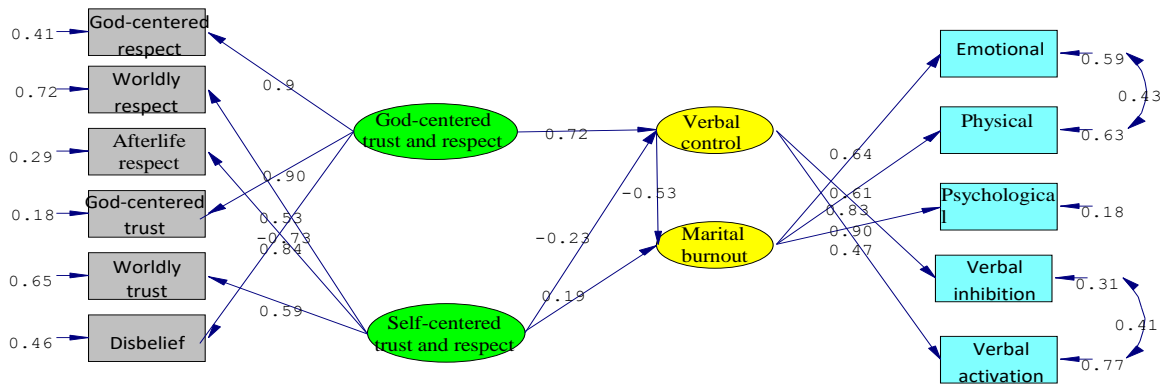 God-centered
respect
0.41
Worldly
respect
0.72
Afterlife
respect
0.29
God-centered
trust
0.18
Worldly
trust
0.65
Disbelief
0.46
0.9
0.90
0.53
-0.73
0.84
0.59
God-centered
trust and respect
Self-centered
trust and respect
0.72
-0.23
0.19
Verbal
control
-0.53
Marital
burnout
0.64
0.61
0.83
0.90
0.47
Emotional
0.59
0.43
Physical
0.63
Psychologica
l
0.18
Verbal
inhibition
0.31
0.41
Verbal
activation
0.77